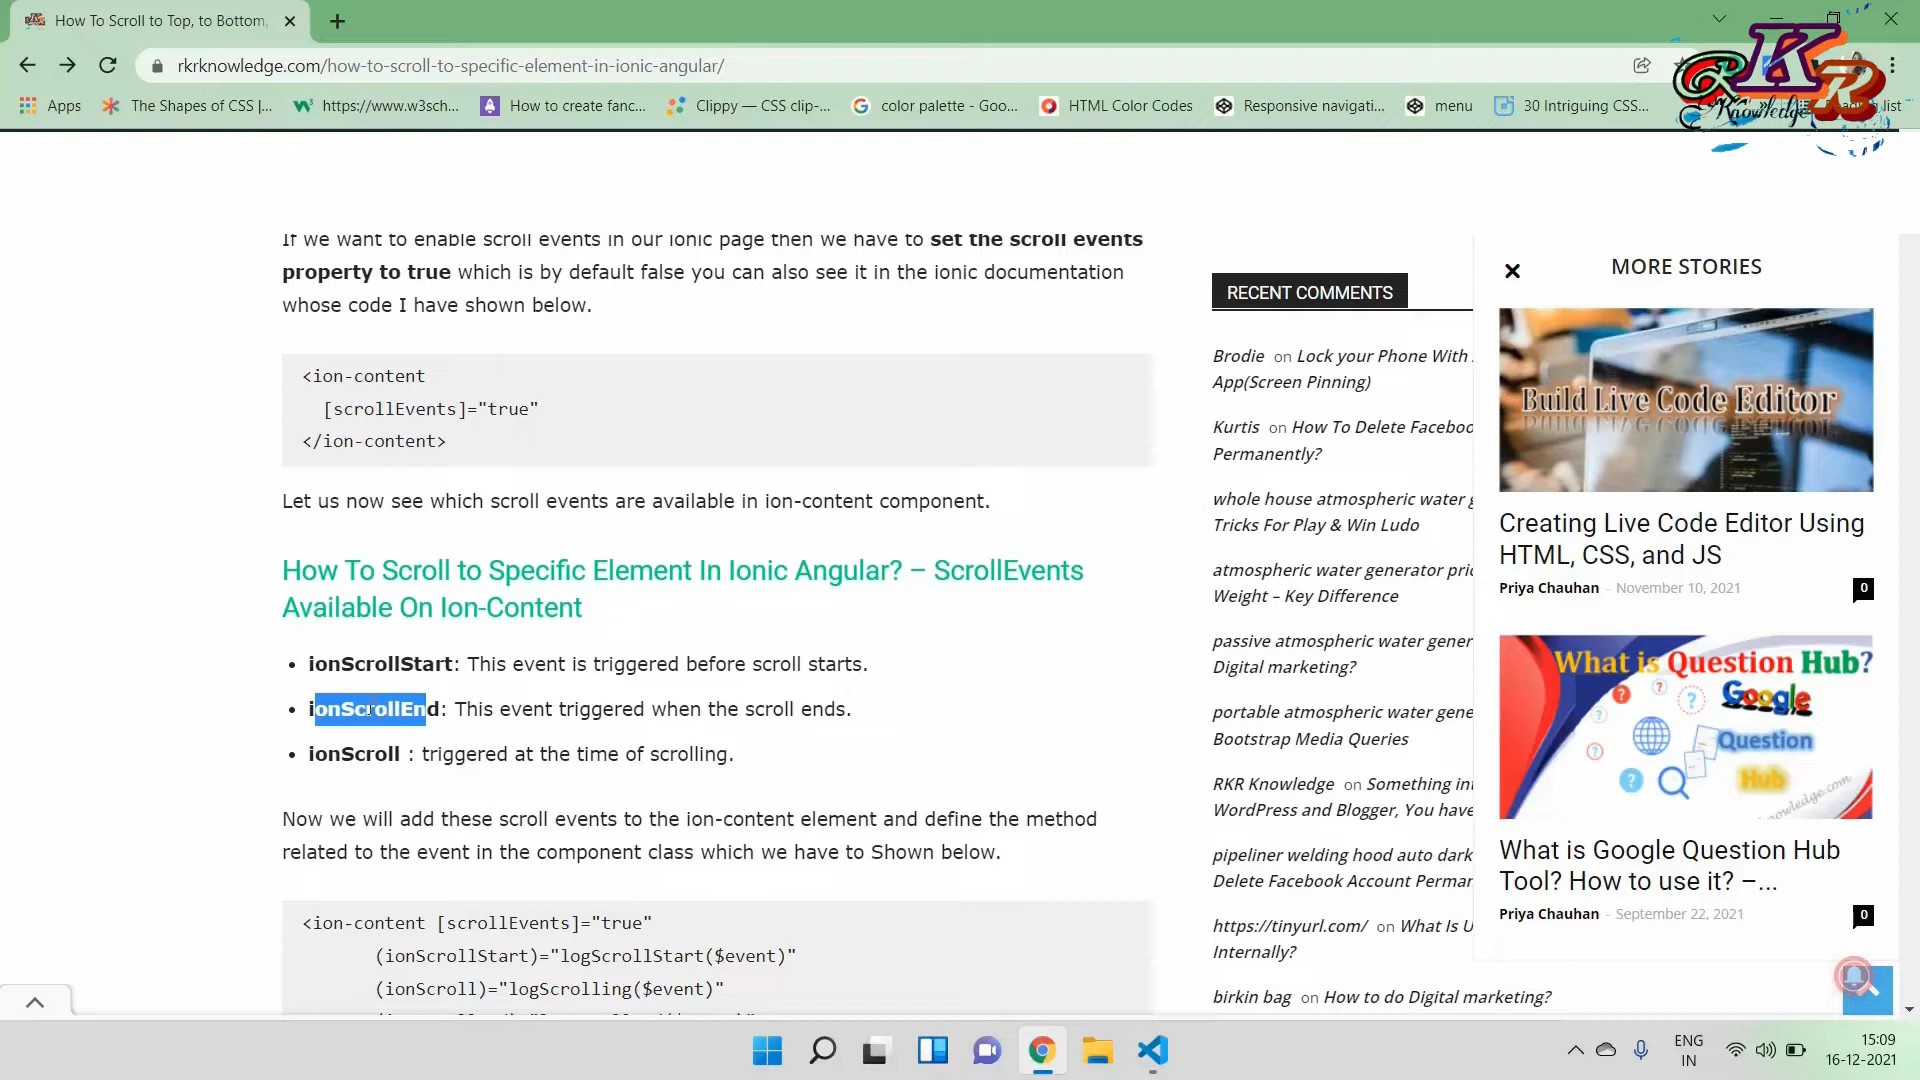 How To Scroll to Top, to Bottom,
rkrknowledge.com/how-to-scroll-to-specific-element-in-ionic-angular/
Apps
The Shapes of CSS |...
https://www.w3sch...
How to create fanc...
Clippy — CSS clip-...
color palette - Goo...
HTML Color Codes
Responsive navigati...
menu
30 Intriguing CSS...
KR
Knowledge
list
If we want to enable scroll events in our ionic page then we have to set the scroll events
property to true which is by default false you can also see it in the ionic documentation
whose code I have shown below.
<ion-content
[scrollEvents]="true"
</ion-content>
Let us now see which scroll events are available in ion-content component.
How To Scroll to Specific Element In Ionic Angular? – ScrollEvents
Available On Ion-Content
• ionScrollStart: This event is triggered before scroll starts.
• ionScrollEnd: This event triggered when the scroll ends.
• ionScroll : triggered at the time of scrolling.
Now we will add these scroll events to the ion-content element and define the method
related to the event in the component class which we have to Shown below.
<ion-content [scrollEvents]="true"
(ionScrollStart)="logScrollStart($event)"
(ionScroll)="logScrolling($event)"
RECENT COMMENTS
Brodie on Lock your Phone With
App(Screen Pinning)
Kurtis on How To Delete Faceboo
Permanently?
whole house atmospheric water g
Tricks For Play & Win Ludo
atmospheric water generator pric
Weight – Key Difference
passive atmospheric water gener
Digital marketing?
portable atmospheric water gene
Bootstrap Media Queries
RKR Knowledge on Something in
WordPress and Blogger, You have
pipeliner welding hood auto dark
Delete Facebook Account Perma
https://tinyurl.com/ on What Is U
Internally?
birkin bag on How to do Digital marketing?
MORE STORIES
Build Live Code Editor
Creating Live Code Editor Using
HTML, CSS, and JS
Priya Chauhan - November 10, 2021
0
What is Question Hub?
Google
Question
Hub
What is Google Question Hub
Tool? How to use it? –...
Priya Chauhan - September 22, 2021
0
ENG
IN
15:09
16-12-2021